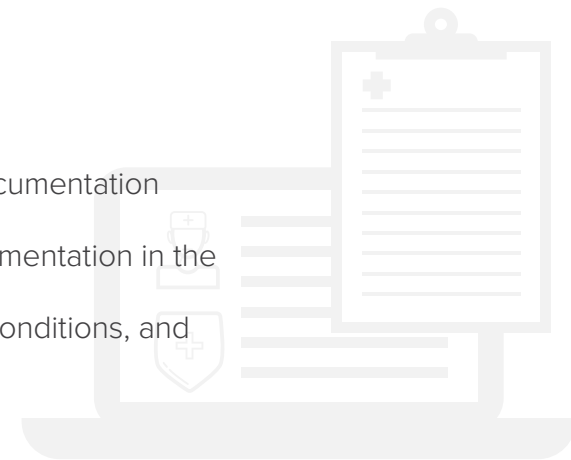 cumentation
mentation in the
onditions, and